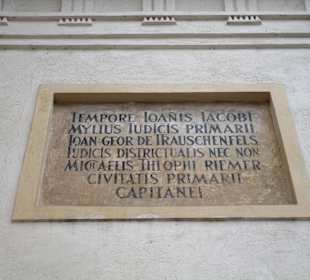 TEMPORE IOANIS IACOBI
MYLIUS IUDICIS PRIMARII
IOAN·GEOR·DE TRAUSCHENFELS
IUDICIS DISTRICTUALIS NEC NON
MICHAELIS THEOPHI RIEMER
CIVITATIS PRIMARII
CAPITANEI